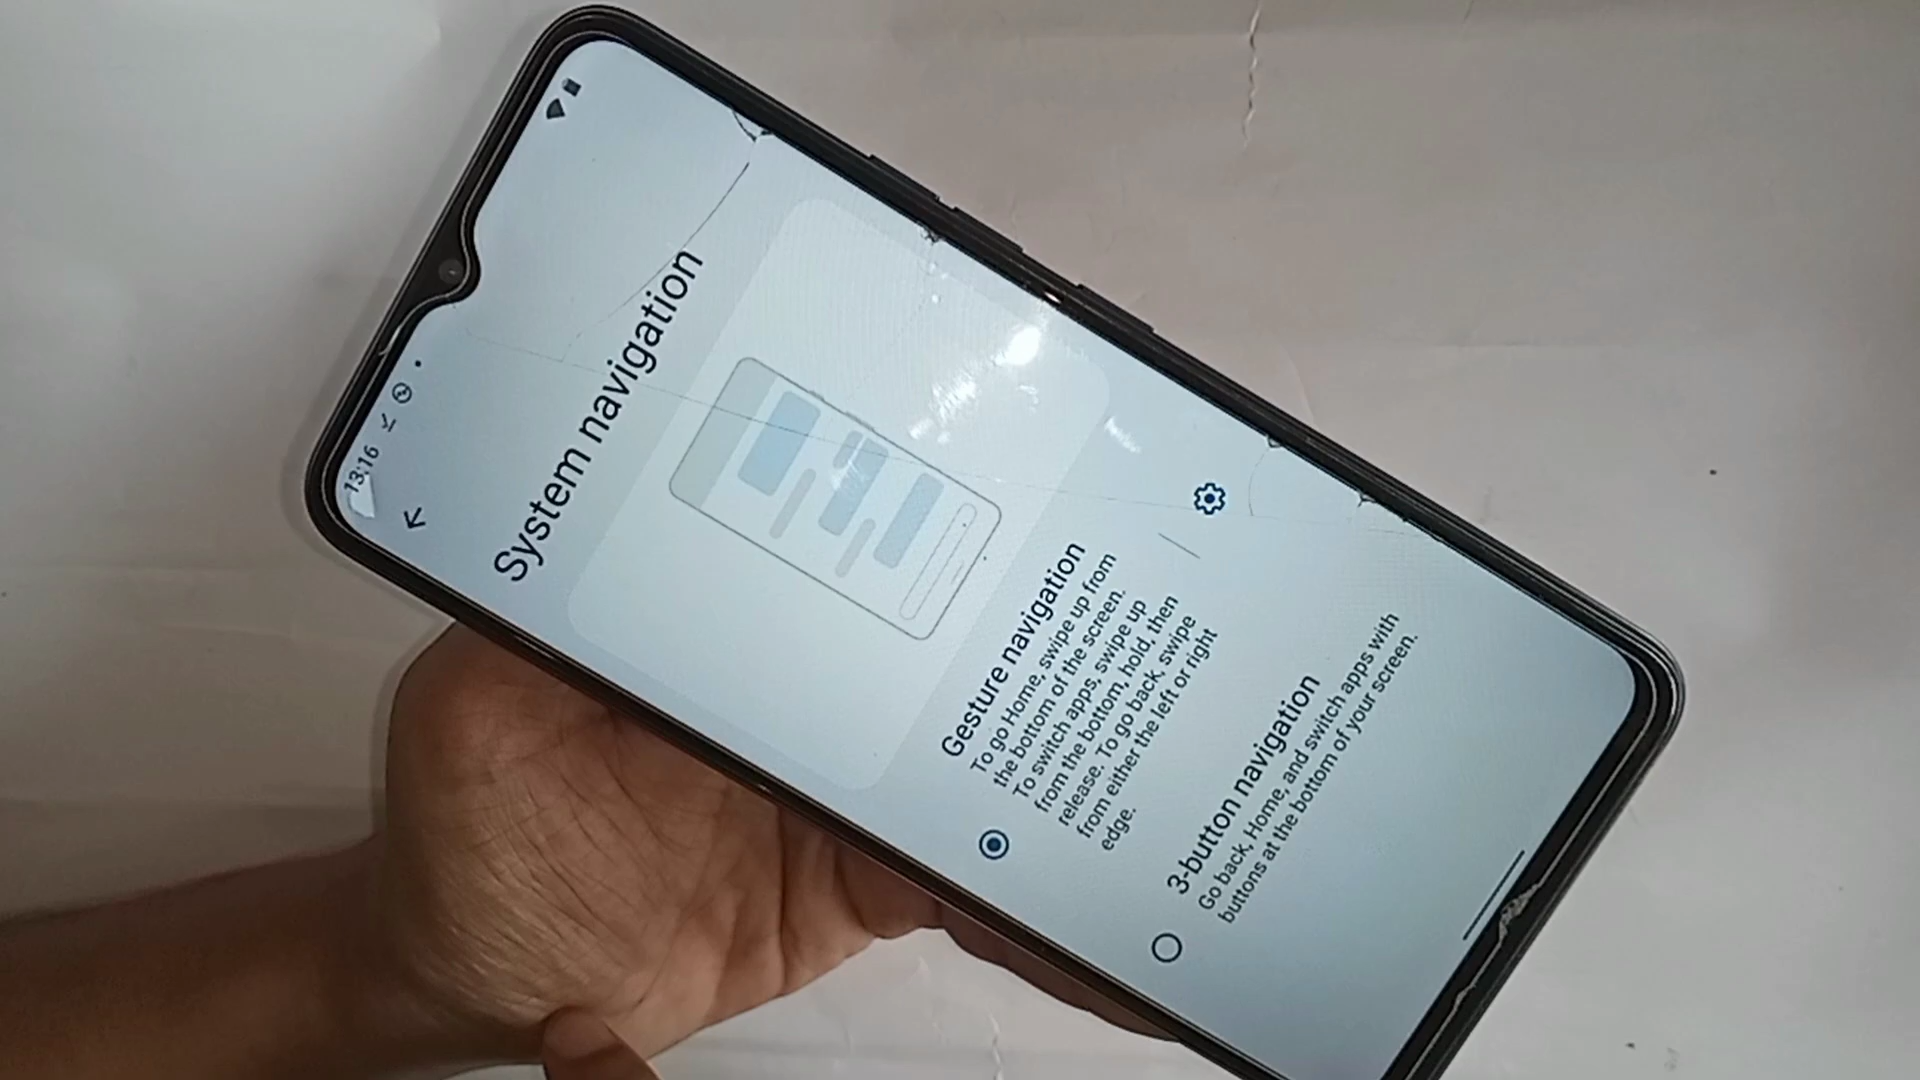 13:16
System navigation
Gesture navigation
To go Home, swipe up from
the bottom of the screen.
To switch apps, swipe up
from the bottom, hold, then
release. To go back, swipe
from either the left or right
edge.
3-button navigation
Go back, Home, and switch apps with
buttons at the bottom of your screen.